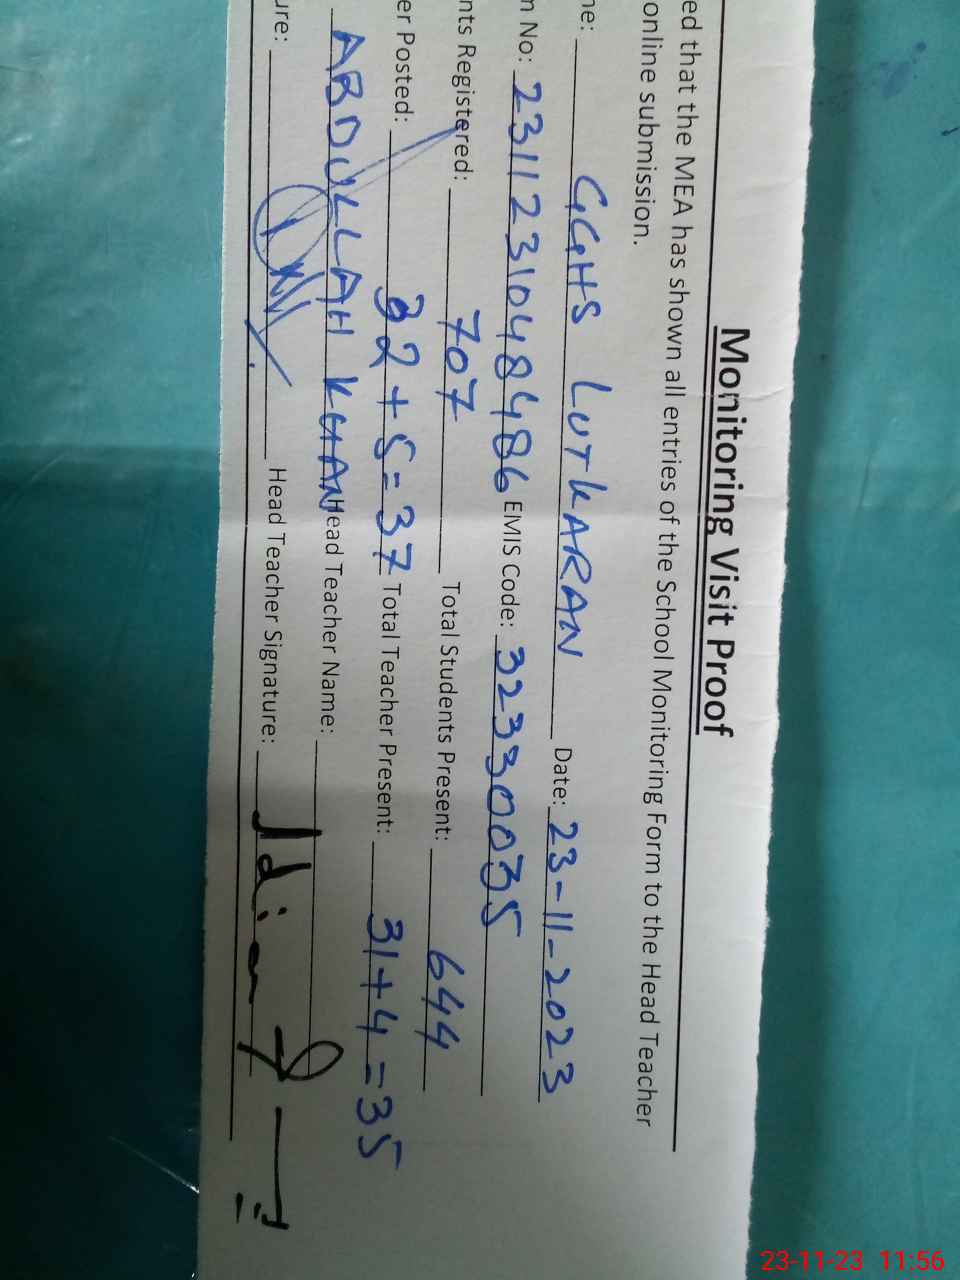 Monitoring Visit Proof
ed that the MEA has shown all entries of the School Monitoring Form to the Head Teacher
online submission.
ne: GGHS LUTKARAN Date: 23-11-2023
n No: 231123104848486 EMIS Code: 32330035
nts Registered: 707 Total Students Present: 644
er Posted: 32+5=37 Total Teacher Present: 31+4=35
ABDULLAH KHAN Head Teacher Name:
ure: Head Teacher Signature:
23-11-23 11:56